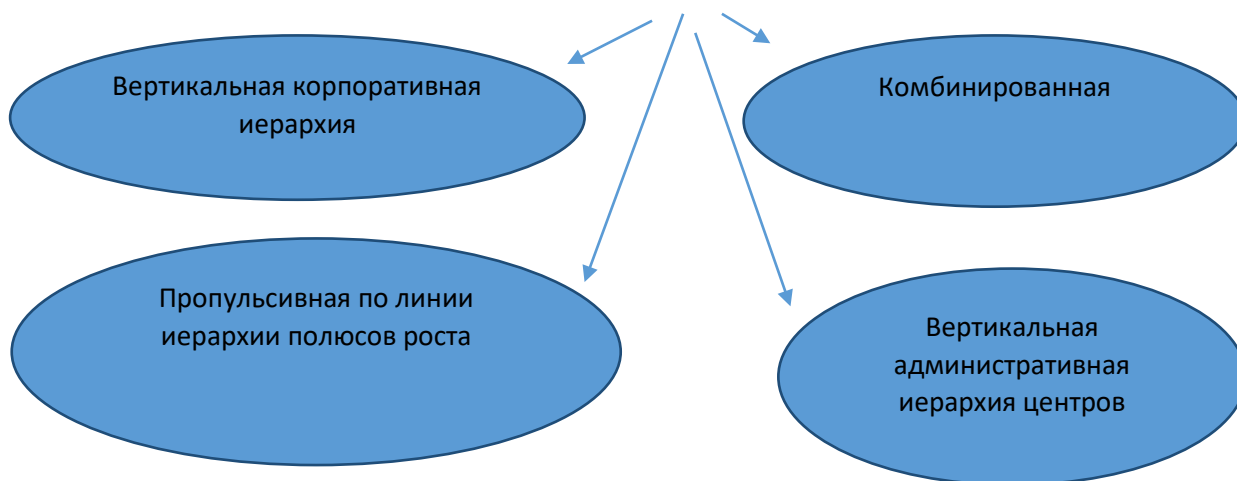 Вертикальная корпоративная
иерархия
Комбинированная
Пропульсивная по линии
иерархии полюсов роста
Вертикальная
административная
иерархия центров